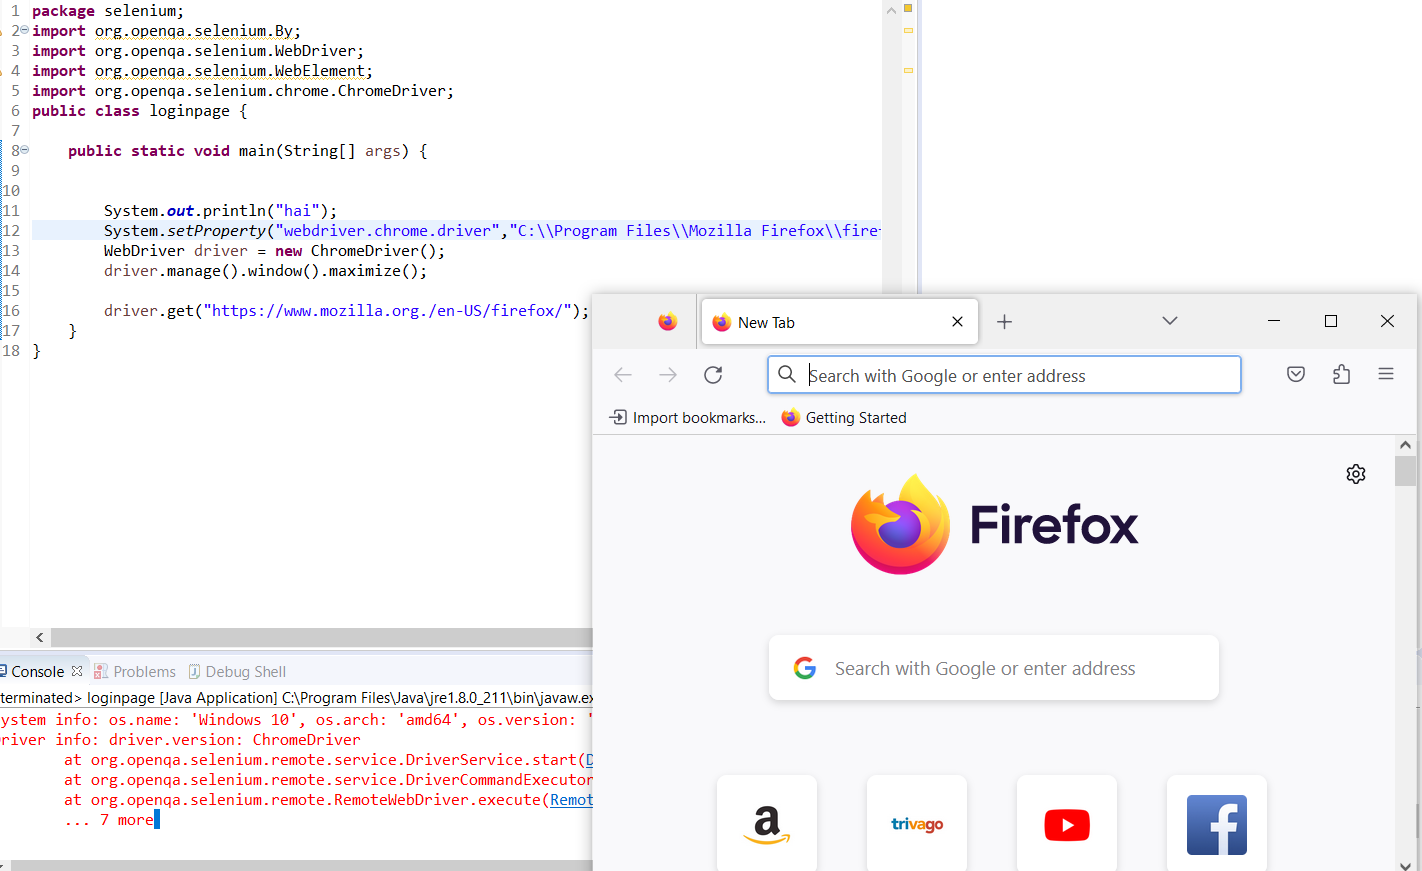 1 package selenium;
2 import org.openqa.selenium.By;
3 import org.openqa.selenium.WebDriver;
4 import org.openqa.selenium.WebElement;
5 import org.openqa.selenium.chrome.ChromeDriver;
6 public class loginpage {
7
8 public static void main(String[] args) {
9
10
11 System.out.println("hai");
12 System.setProperty("webdriver.chrome.driver","C:\\Program Files\\Mozilla Firefox\\firef
13 WebDriver driver = new ChromeDriver();
14 driver.manage().window().maximize();
15
16 driver.get("https://www.mozilla.org./en-US/firefox/");
17 }
18 }
New Tab
Search with Google or enter address
Import bookmarks...
Getting Started
Firefox
Search with Google or enter address
a
trivago
f
Console Problems Debug Shell
terminated> loginpage [Java Application] C:\Program Files\Java\jre1.8.0_211\bin\javaw.ex
ystem info: os.name: 'Windows 10', os.arch: 'amd64', os.version: '
river info: driver.version: ChromeDriver
at org.openqa.selenium.remote.service.DriverService.start(D
at org.openqa.selenium.remote.service.DriverCommandExecutor
at org.openqa.selenium.remote.RemoteWebDriver.execute(Remot
... 7 more